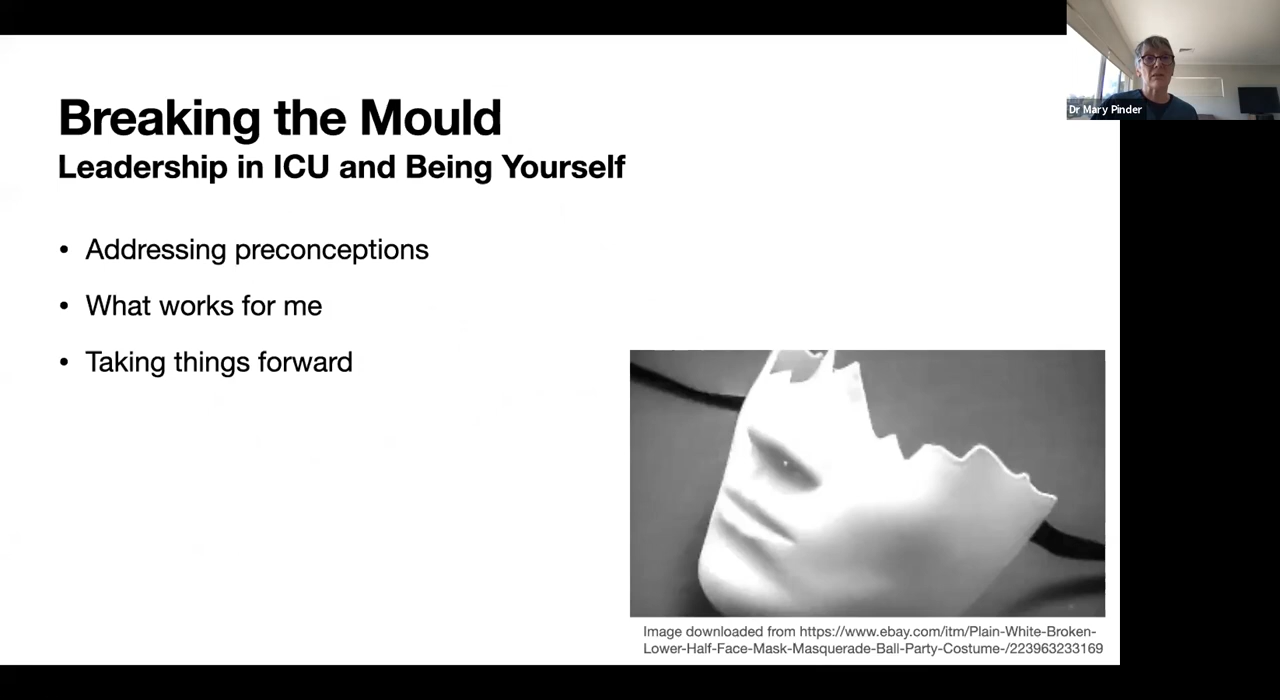 Breaking the Mould
Leadership in ICU and Being Yourself
• Addressing preconceptions
• What works for me
• Taking things forward
Image downloaded from https://www.ebay.com/itm/Plain-White-Broken-
Lower-Half-Face-Mask-Masquerade-Ball-Party-Costume-/223963233169
Dr Mary Pinder